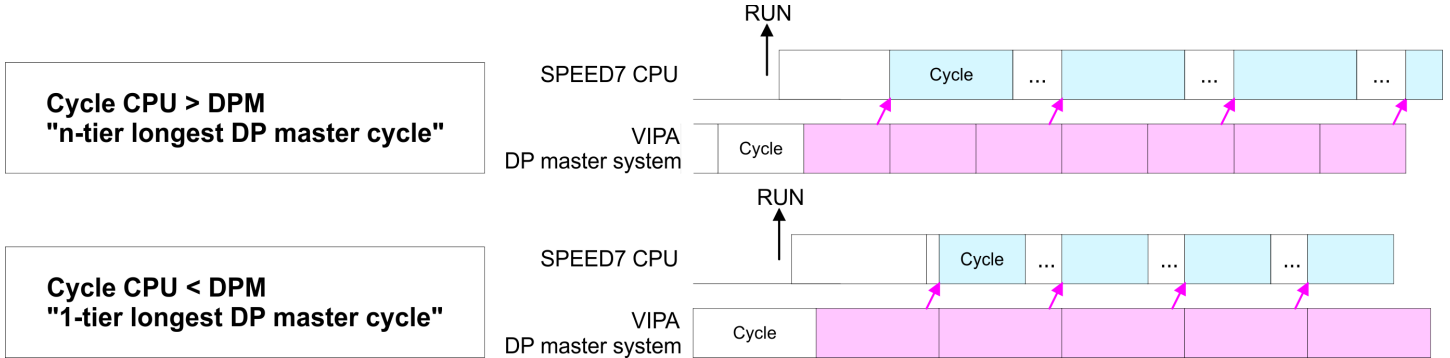 RUN
SPEED7 CPU
Cycle
...
...
...
Cycle CPU > DPM
"n-tier longest DP master cycle"
VIPA
DP master system
Cycle
RUN
SPEED7 CPU
Cycle
...
...
...
Cycle CPU < DPM
"1-tier longest DP master cycle"
VIPA
DP master system
Cycle